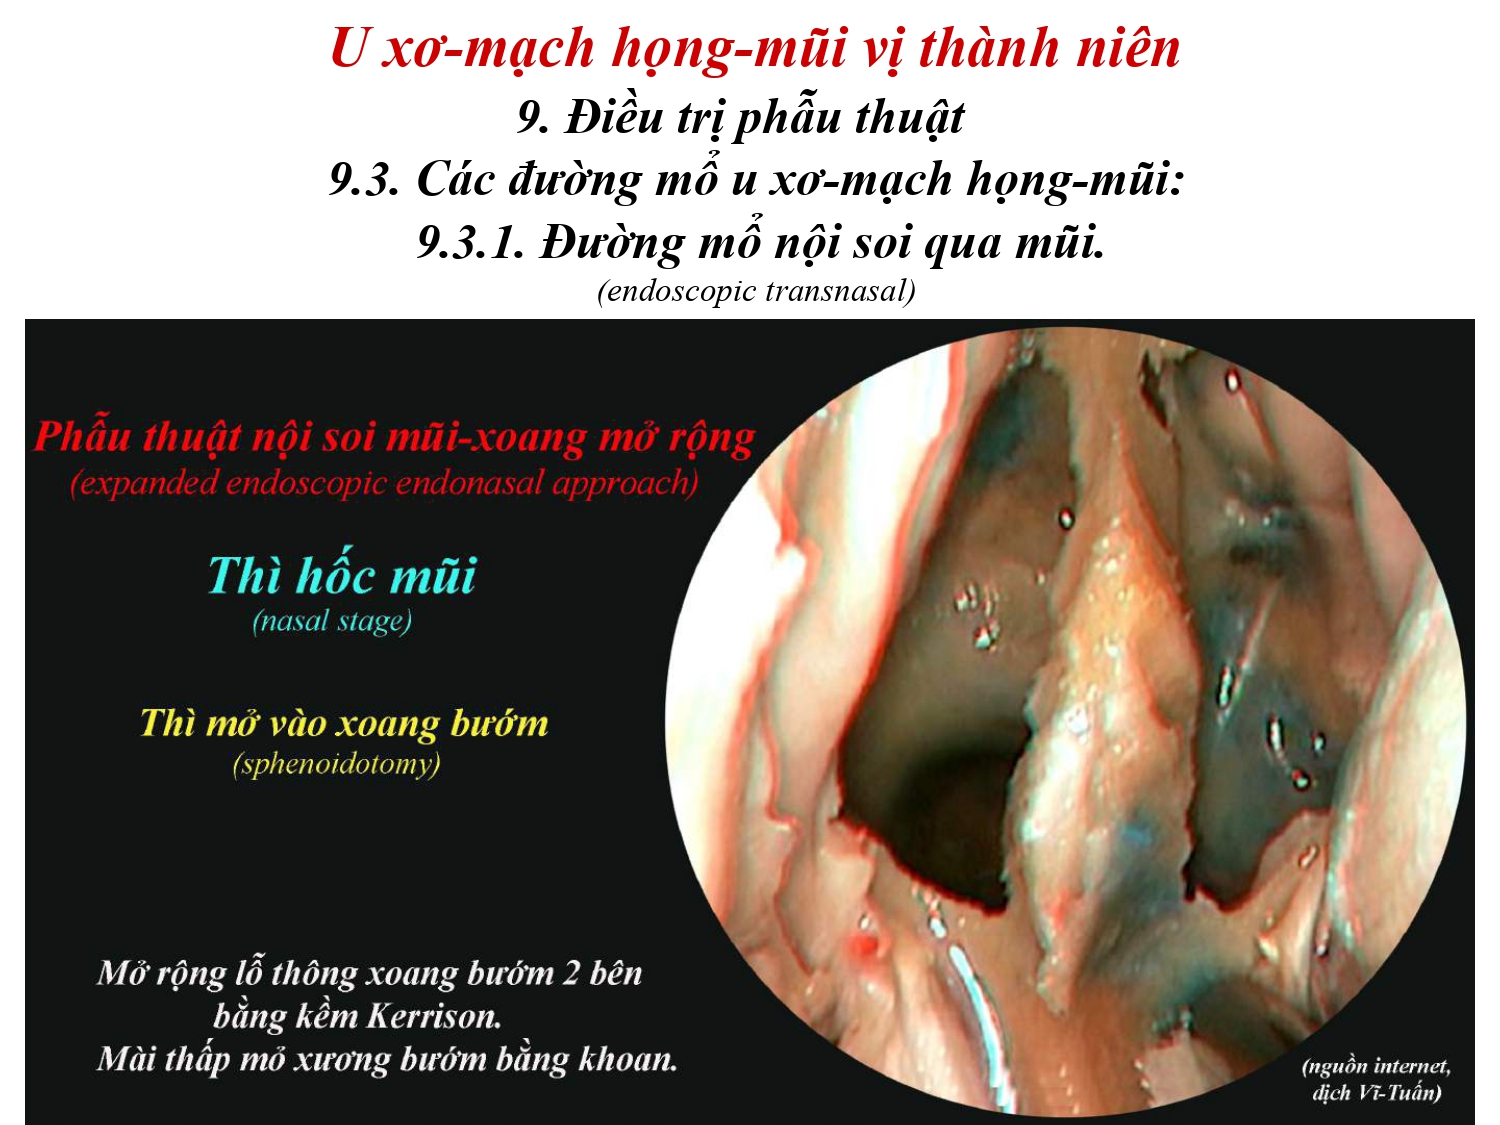 U xơ-mạch họng-mũi vị thành niên
9. Điều trị phẫu thuật
9.3. Các đường mổ u xơ-mạch họng-mũi:
9.3.1. Đường mổ nội soi qua mũi.
(endoscopic transnasal)
Phẫu thuật nội soi mũi-xoang mở rộng
(expanded endoscopic endonasal approach)
Thì hốc mũi
(nasal stage)
Thì mở vào xoang bướm
(sphenoidotomy)
Mở rộng lỗ thông xoang bướm 2 bên
bằng kềm Kerrison.
Mài thấp mỏ xương bướm bằng khoan.
(nguồn internet,
dịch Vĩ-Tuấn)